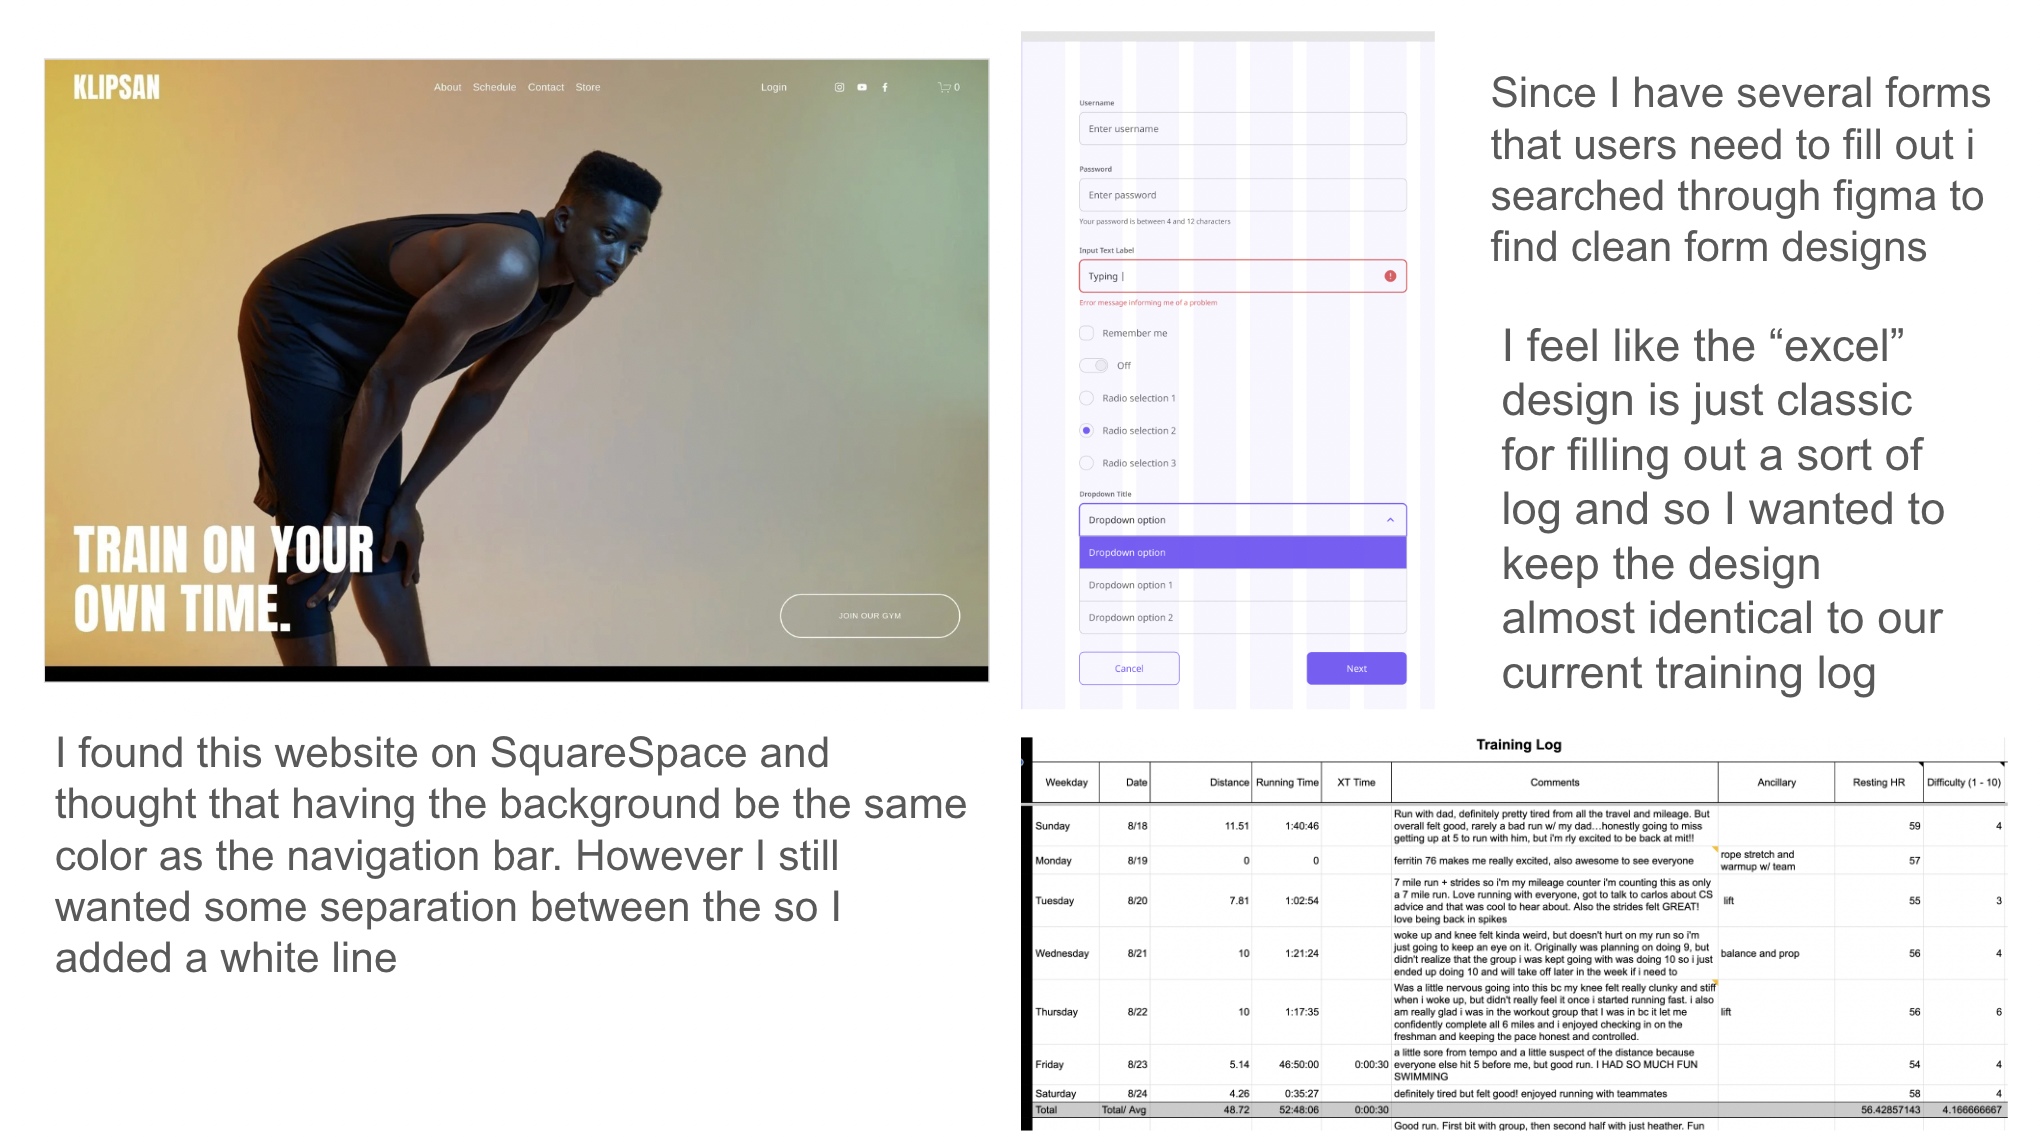 KLIPSAN
About Schedule Contact Store
Login
0
TRAIN ON YOUR
OWN TIME.
JOIN OUR GYM
I found this website on SquareSpace and
thought that having the background be the same
color as the navigation bar. However I still
wanted some separation between the so I
added a white line
Username
Enter username
Password
Enter password
Your password is between 4 and 12 characters
Input Text Label
Typing |
Error message informing me of a problem
Remember me
Off
Radio selection 1
Radio selection 2
Radio selection 3
Dropdown Title
Dropdown option
Dropdown option
Dropdown option 1
Dropdown option 2
Cancel Next
Since I have several forms
that users need to fill out i
searched through figma to
find clean form designs
I feel like the “excel”
design is just classic
for filling out a sort of
log and so I wanted to
keep the design
almost identical to our
current training log
Training Log
Weekday Date Distance Running Time XT Time Comments Ancillary Resting HR Difficulty (1 - 10)
Run with dad, definitely pretty tired from all the travel and mileage. But
Sunday 8/18 11.51 1:40:46 overall felt good, rarely a bad run w/ my dad...honestly going to miss 59 4
getting up at 5 to run with him, but i'm rly excited to be back at mit!!
Monday 8/19 0 0 ferritin 76 makes me really excited, also awesome to see everyone rope stretch and 57
warmup w/ team
7 mile run + strides so i'm my mileage counter i'm counting this as only
Tuesday 8/20 7.81 1:02:54 a 7 mile run. Love running with everyone, got to talk to carlos about CS lift 55 3
advice and that was cool to hear about. Also the strides felt GREAT!
love being back in spikes
woke up and knee felt kinda weird, but doesn't hurt on my run so i'm
Wednesday 8/21 10 1:21:24 just going to keep an eye on it. Originally was planning on doing 9, but balance and prop 56 4
didn't realize that the group i was kept going with was doing 10 so i just
ended up doing 10 and will take off later in the week if i need to
Was a little nervous going into this bc my knee felt really clunky and stiff
when i woke up, but didn't really feel it once i started running fast. i also
Thursday 8/22 10 1:17:35 am really glad i was in the workout group that I was in bc it let me lift 56 6
confidently complete all 6 miles and i enjoyed checking in on the
freshman and keeping the pace honest and controlled.
a little sore from tempo and a little suspect of the distance because
Friday 8/23 5.14 46:50:00 0:00:30 everyone else hit 5 before me, but good run. I HAD SO MUCH FUN 54 4
SWIMMING
Saturday 8/24 4.26 0:35:27 definitely tired but felt good! enjoyed running with teammates 58 4
Total Total/ Avg 48.72 52:48:06 0:00:30 56.42857143 4.166666667
Good run. First bit with group, then second half with just heather. Fun